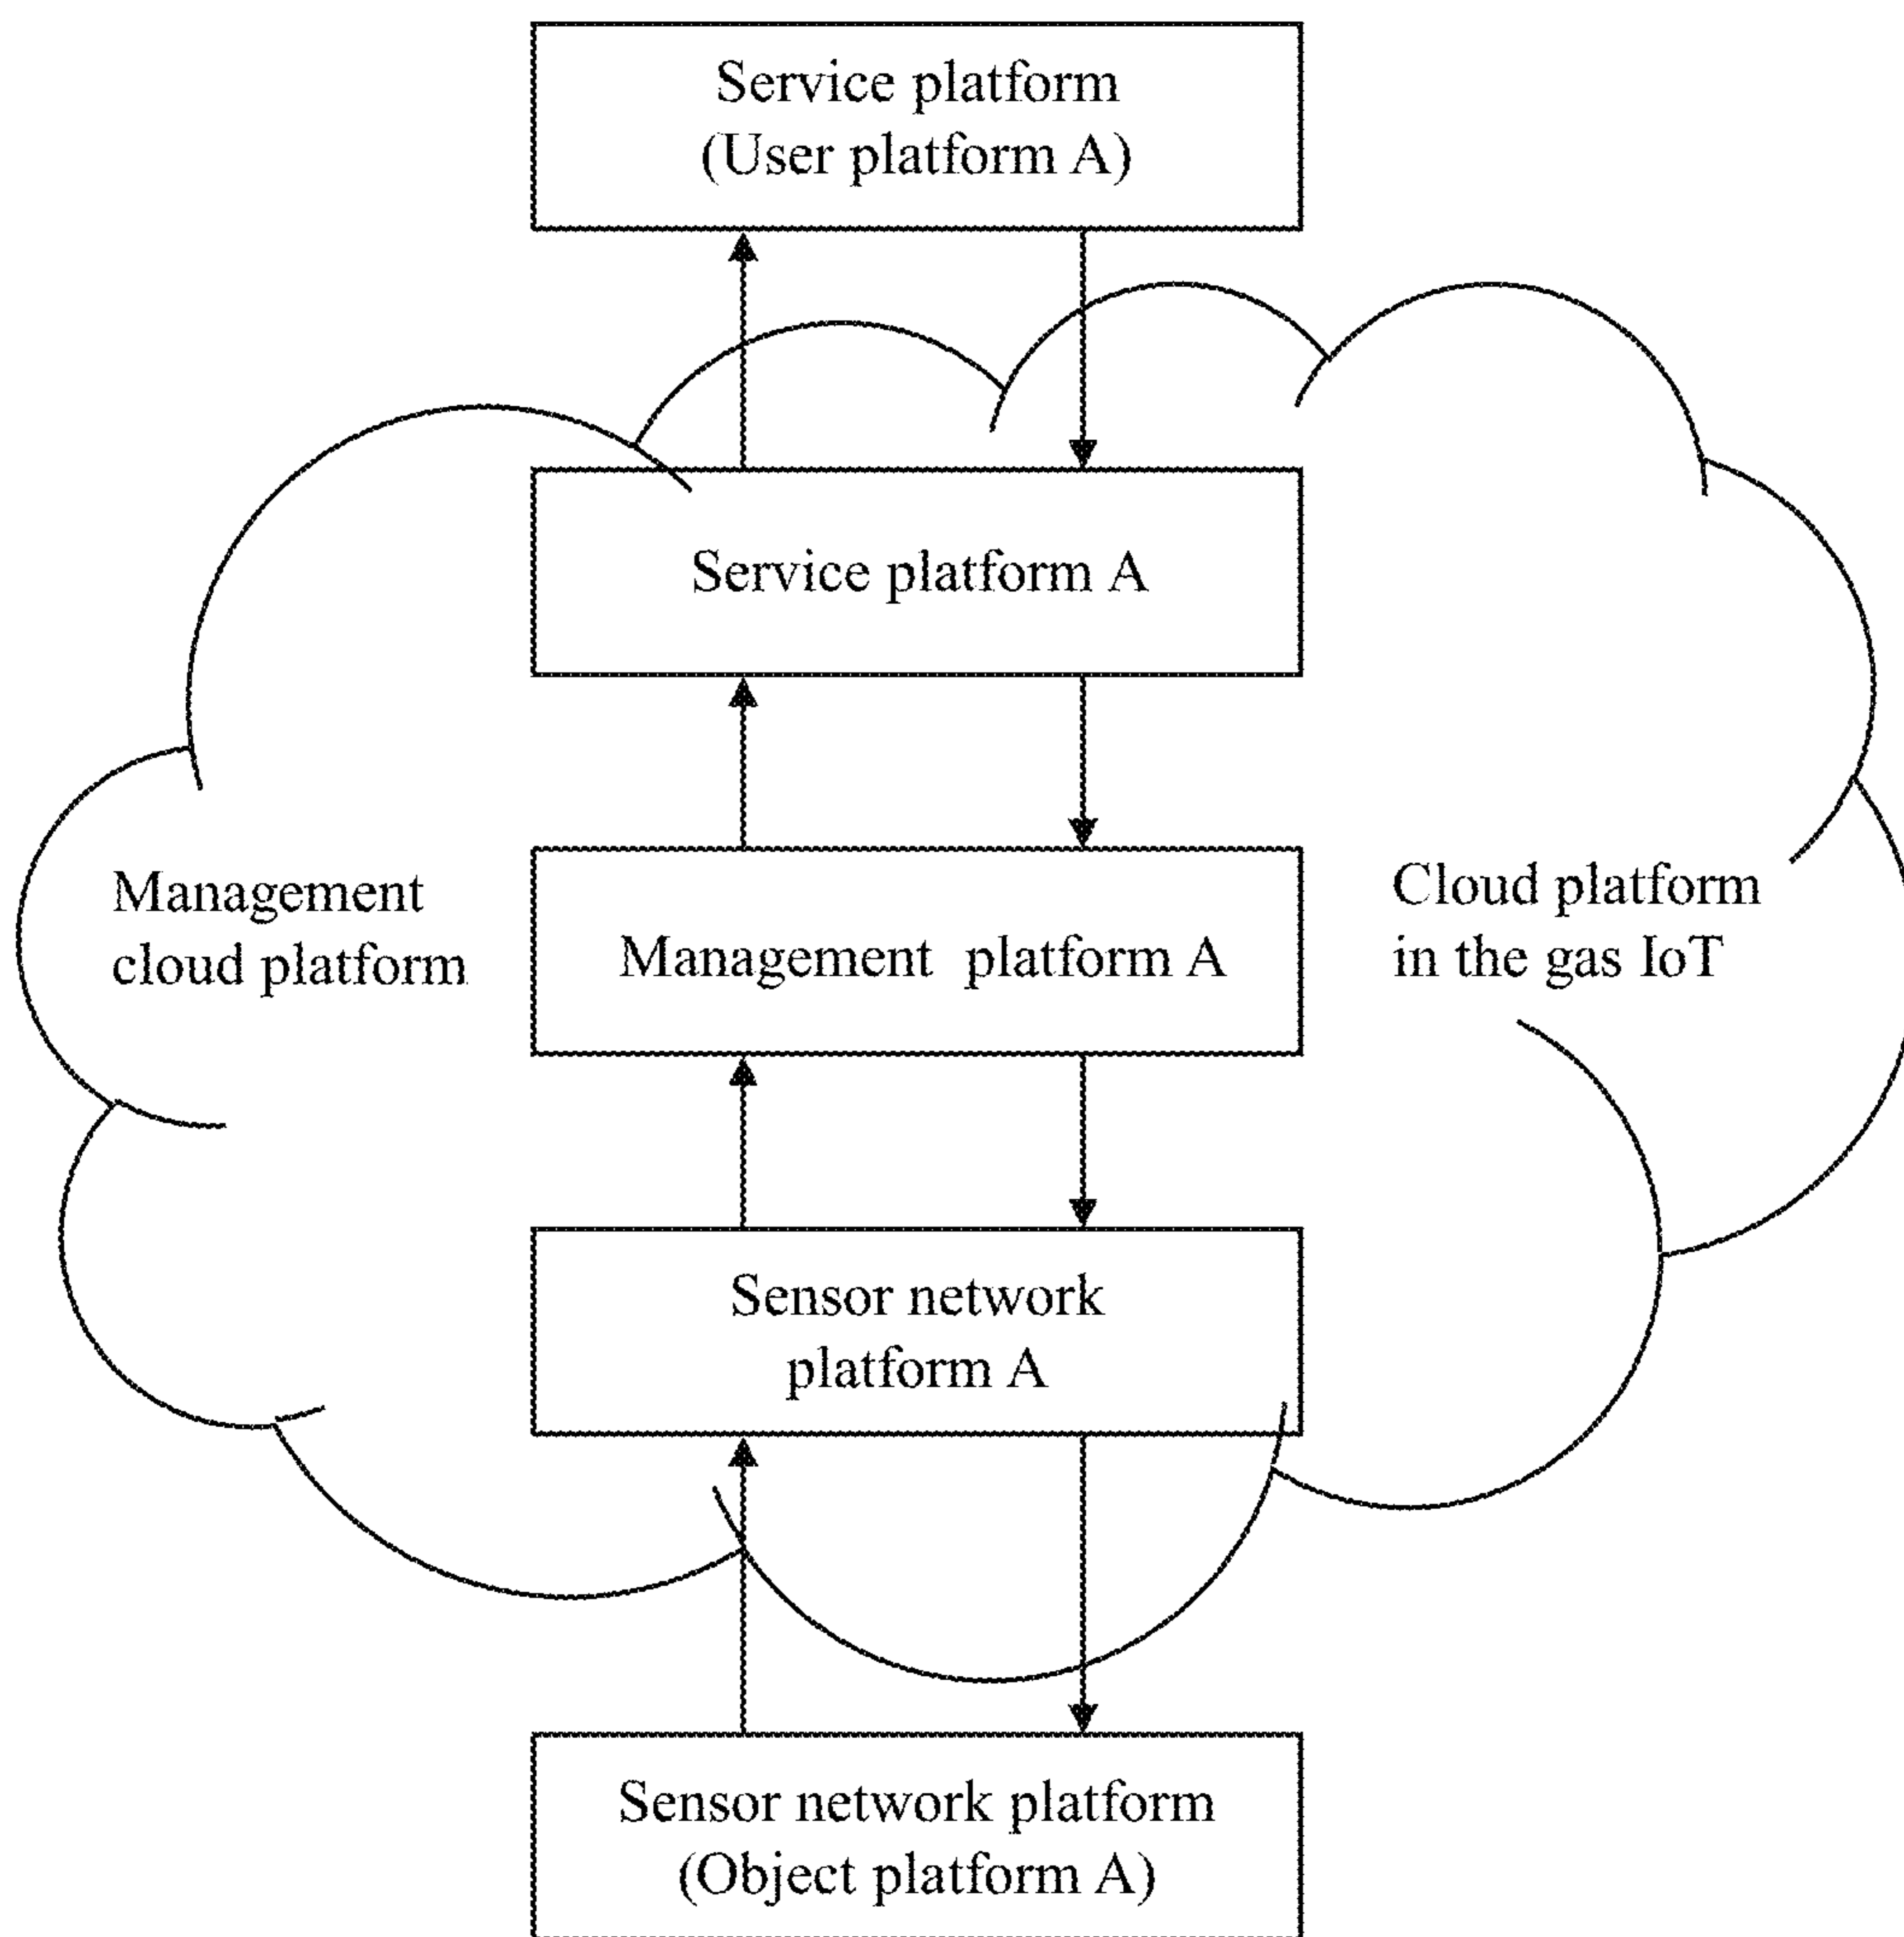 Service platform
(User platform A)
Service platform A
Management
cloud platform
Management platform A
Cloud platform
in the gas IoT
Sensor network
platform A
Sensor network platform
(Object platform A)